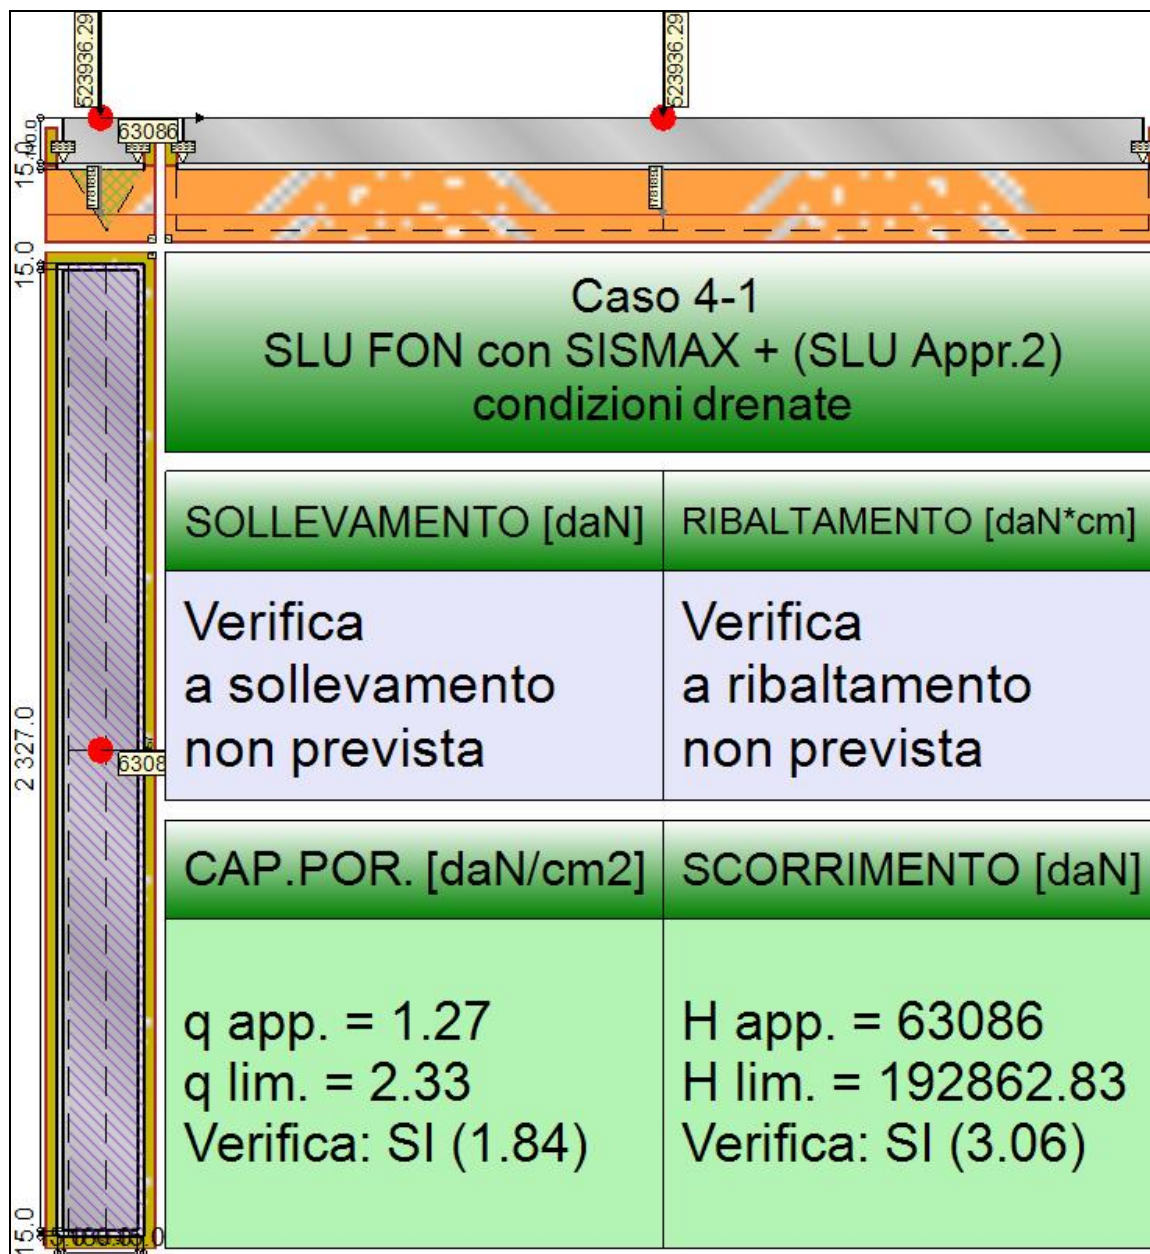 523936.29
523936.29
63086
15.0
15.0
Caso 4-1
SLU FON con SISMAX + (SLU Appr.2)
condizioni drenate
SOLLEVAMENTO [daN]
RIBALTAMENTO [daN*cm]
Verifica
a sollevamento
non prevista
Verifica
a ribaltamento
non prevista
2 327.0
6308
CAP.POR. [daN/cm2]
SCORRIMENTO [daN]
q app. = 1.27
q lim. = 2.33
Verifica: SI (1.84)
H app. = 63086
H lim. = 192862.83
Verifica: SI (3.06)
15.0